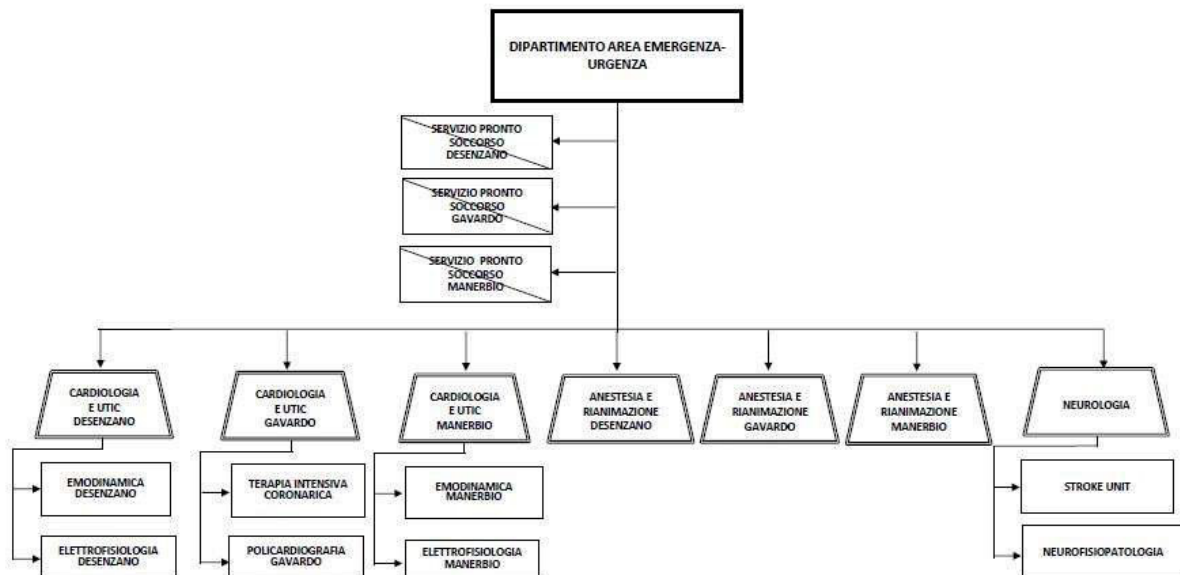 DIPARTIMENTO AREA EMERGENZA-
URGENZA
SERVIZIO PRONTO
SOCCORSO
DESENZANO
SERVIZIO PRONTO
SOCCORSO
GAVARDO
SERVIZIO PRONTO
SOCCORSO
MANERBIO
CARDIOLOGIA
E UTIC
DESENZANO
CARDIOLOGIA
E UTIC
GAVARDO
CARDIOLOGIA
E UTIC
MANERBIO
ANESTESIA E
RIANIMAZIONE
DESENZANO
ANESTESIA E
RIANIMAZIONE
GAVARDO
ANESTESIA E
RIANIMAZIONE
MANERBIO
NEUROLOGIA
EMODINAMICA
DESENZANO
TERAPIA INTENSIVA
CORONARICA
EMODINAMICA
MANERBIO
STROKE UNIT
ELETTROFISIOLOGIA
DESENZANO
POLICARDIOGRAFIA
GAVARDO
ELETTROFISIOLOGIA
MANERBIO
NEUROFISIOPATOLOGIA